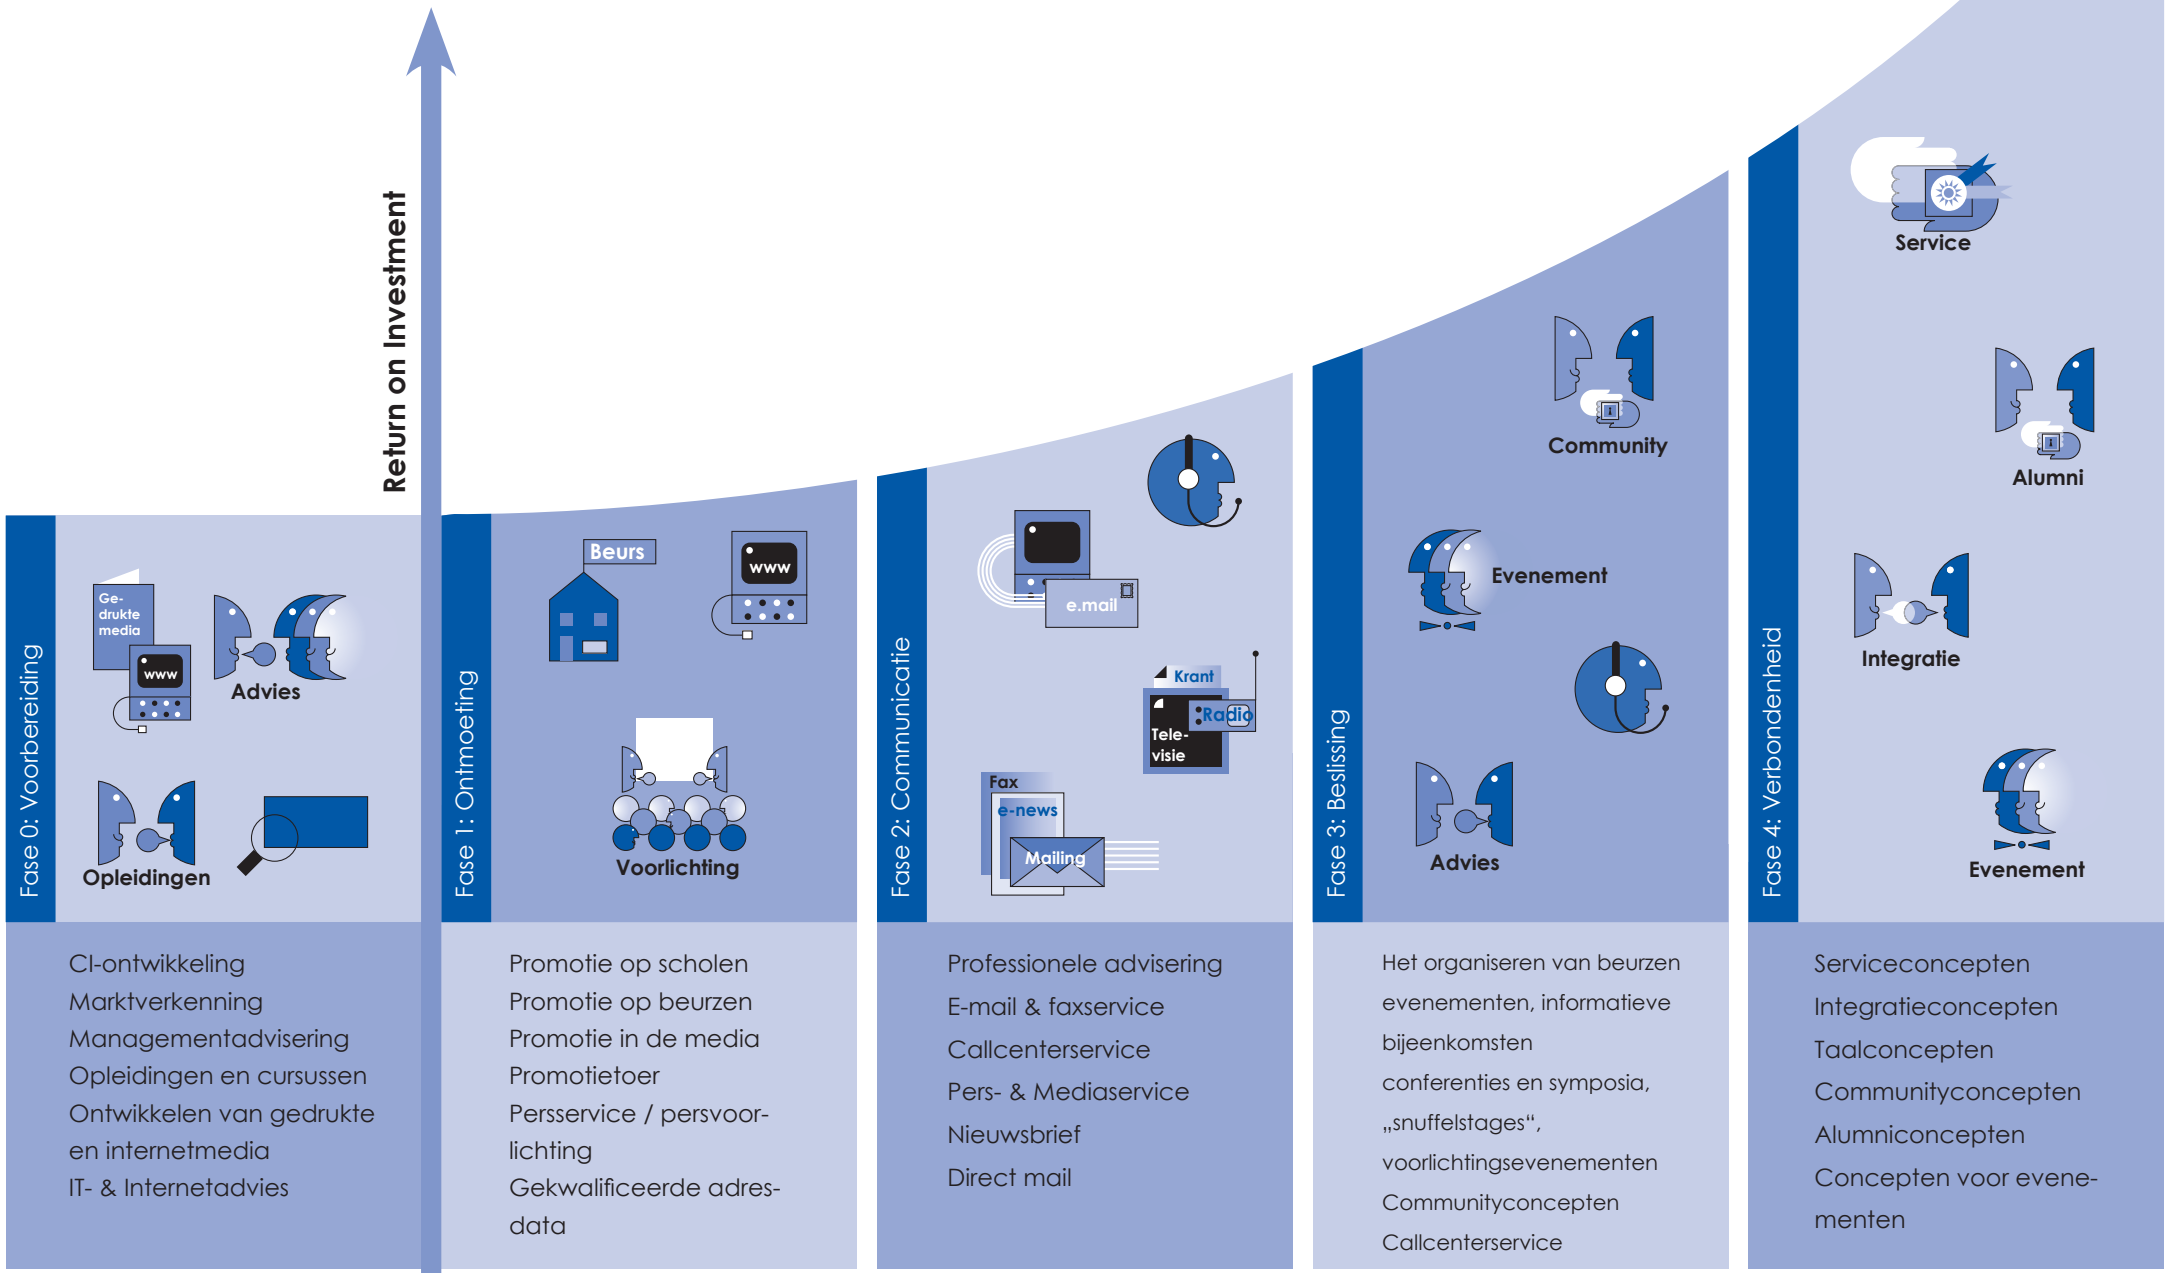 Return on Investment
Fase 0: Voorbereiding
Ge-
drukte
media
www
Advies
Opleidingen
CI-ontwikkeling
Marktverkenning
Managementadvisering
Opleidingen en cursussen
Ontwikkelen van gedrukte
en internetmedia
IT- & Internetadvies
Fase 1: Ontmoeting
Beurs
www
Voorlichting
Promotie op scholen
Promotie op beurzen
Promotie in de media
Promotietoer
Persservice / persvoor-
lichting
Gekwalificeerde adres-
data
Fase 2: Communicatie
e.mail
Krant
Radio
Tele-
visie
Fax
e-news
Mailing
Professionele advisering
E-mail & faxservice
Callcenterservice
Pers- & Mediaservice
Nieuwsbrief
Direct mail
Fase 3: Beslissing
Community
Evenement
Advies
Het organiseren van beurzen
evenementen, informatieve
bijeenkomsten
conferenties en symposia,
„snuffelstages“,
voorlichtingsevenementen
Communityconcepten
Callcenterservice
Fase 4: Verbondenheid
Service
Alumni
Integratie
Evenement
Serviceconcepten
Integratieconcepten
Taalconcepten
Communityconcepten
Alumniconcepten
Concepten voor evene-
menten